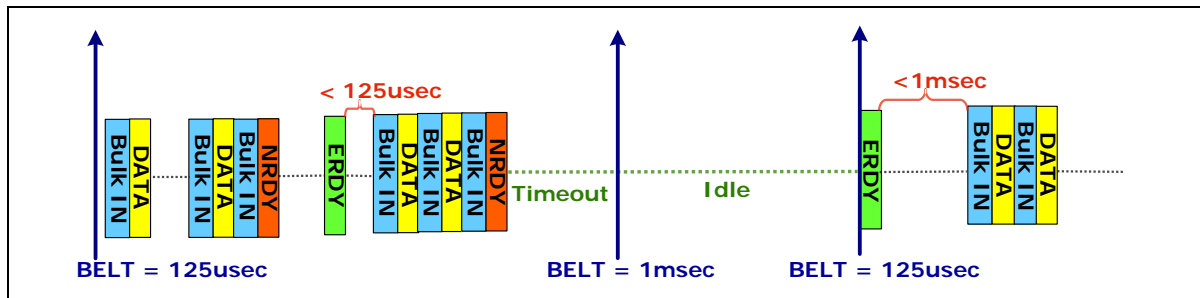 < 125usec
<1msec
Bulk IN
DATA
Bulk IN
DATA
Bulk IN
NRDY
ERDY
Bulk IN
DATA
Bulk IN
DATA
Bulk IN
NRDY
Timeout
Idle
ERDY
Bulk IN
DATA
Bulk IN
DATA
BELT = 125usec
BELT = 1msec
BELT = 125usec